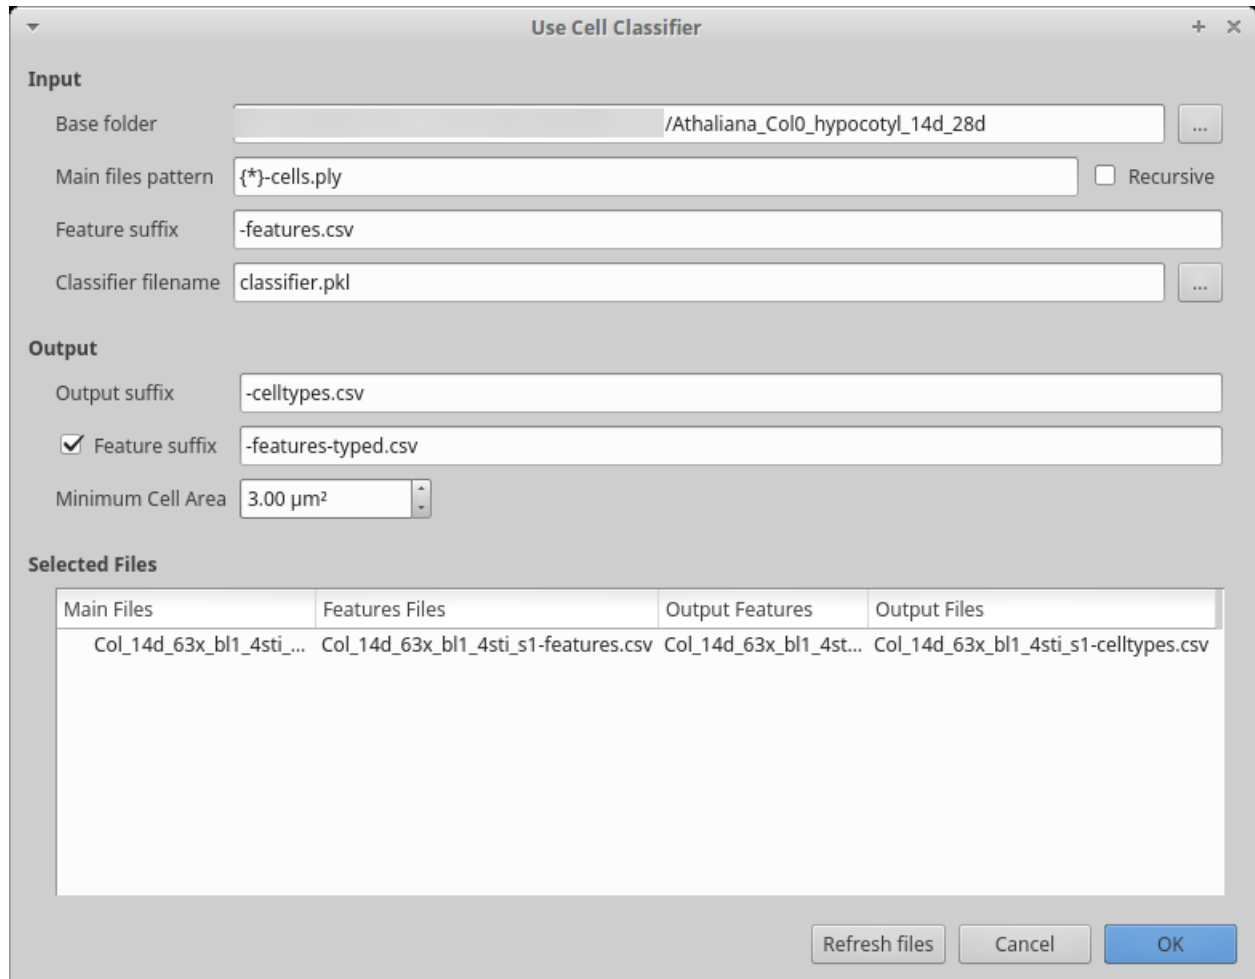 Use Cell Classifier
Input
Base folder /Athaliana_Col0_hypocotyl_14d_28d ...
Main files pattern {*}-cells.ply Recursive
Feature suffix -features.csv
Classifier filename classifier.pkl ...
Output
Output suffix -celltypes.csv
Feature suffix -features-typed.csv
Minimum Cell Area 3.00 µm²
Selected Files
Main Files Features Files Output Features Output Files
Col_14d_63x_bl1_4sti_... Col_14d_63x_bl1_4sti_s1-features.csv Col_14d_63x_bl1_4st... Col_14d_63x_bl1_4sti_s1-celltypes.csv
Refresh files Cancel OK